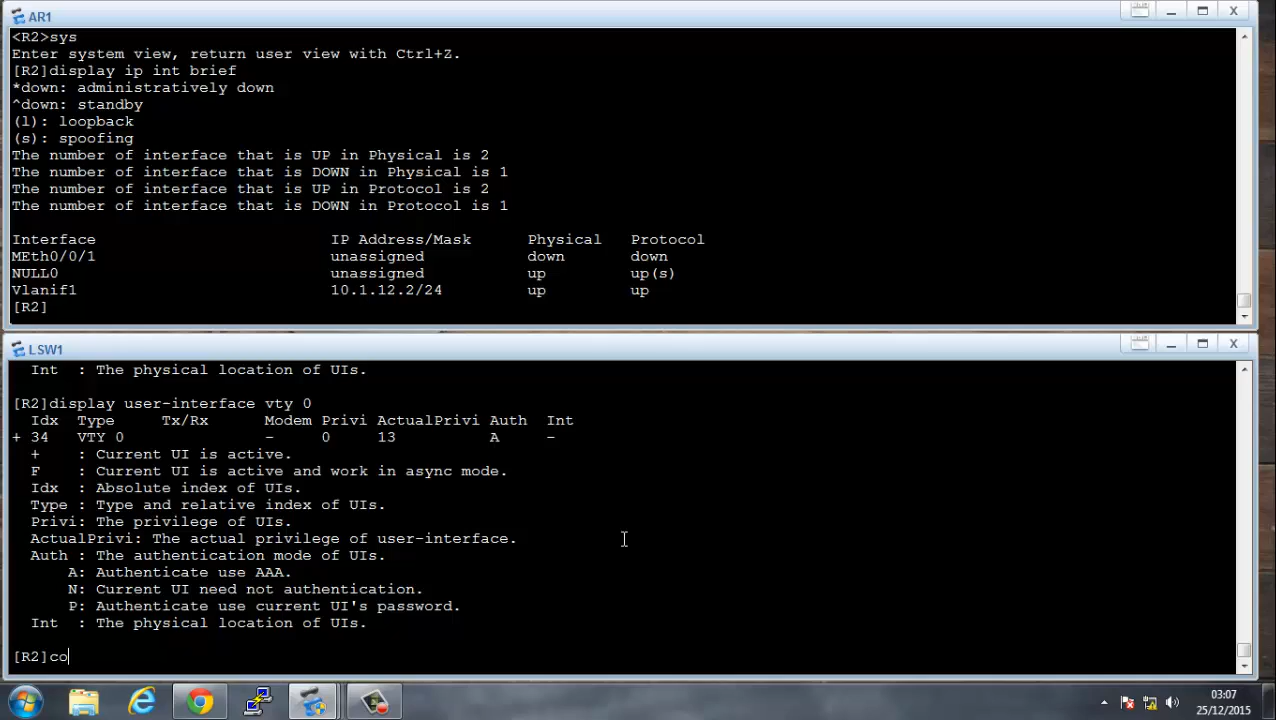 AR1
<R2>sys
Enter system view, return user view with Ctrl+Z.
[R2]display ip int brief
*down: administratively down
^down: standby
(l): loopback
(s): spoofing
The number of interface that is UP in Physical is 2
The number of interface that is DOWN in Physical is 1
The number of interface that is UP in Protocol is 2
The number of interface that is DOWN in Protocol is 1
Interface IP Address/Mask Physical Protocol
MEth0/0/1 unassigned down down
NULL0 unassigned up up(s)
Vlanif1 10.1.12.2/24 up up
[R2]
LSW1
Int : The physical location of UIs.
[R2]display user-interface vty 0
Idx Type Tx/Rx Modem Privi ActualPrivi Auth Int
+ 34 VTY 0 - 0 13 A -
+ : Current UI is active.
F : Current UI is active and work in async mode.
Idx : Absolute index of UIs.
Type : Type and relative index of UIs.
Privi: The privilege of UIs.
ActualPrivi: The actual privilege of user-interface.
Auth : The authentication mode of UIs.
A: Authenticate use AAA.
N: Current UI need not authentication.
P: Authenticate use current UI's password.
Int : The physical location of UIs.
[R2]co
03:07
25/12/2015